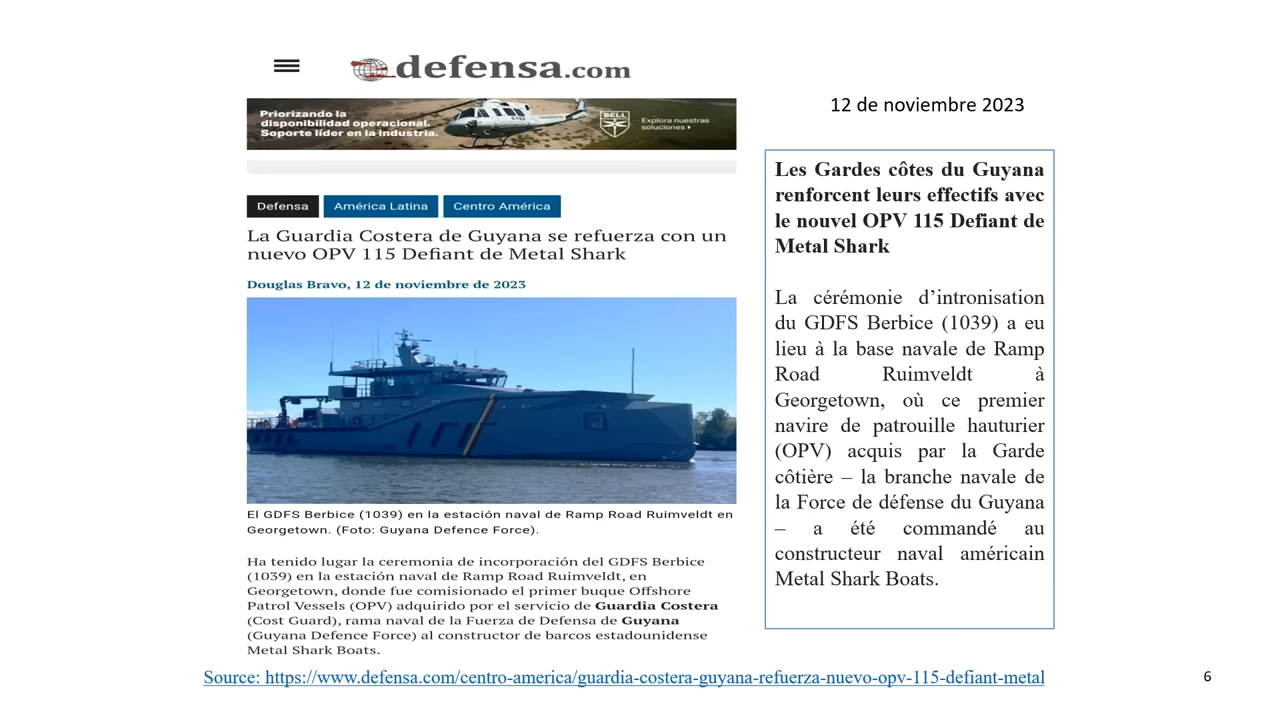 defensa.com
12 de noviembre 2023
Priorizando la
disponibilidad operacional.
Soporte líder en la industria.
BELL
Explora nuestras
soluciones
Defensa
América Latina
Centro América
La Guardia Costera de Guyana se refuerza con un
nuevo OPV 115 Defiant de Metal Shark
Douglas Bravo, 12 de noviembre de 2023
El GDFS Berbice (1039) en la estación naval de Ramp Road Ruimveldt en
Georgetown. (Foto: Guyana Defence Force).
Ha tenido lugar la ceremonia de incorporación del GDFS Berbice
(1039) en la estación naval de Ramp Road Ruimveldt, en
Georgetown, donde fue comisionado el primer buque Offshore
Patrol Vessels (OPV) adquirido por el servicio de Guardia Costera
(Cost Guard), rama naval de la Fuerza de Defensa de Guyana
(Guyana Defence Force) al constructor de barcos estadounidense
Metal Shark Boats.
Les Gardes côtes du Guyana
renforcent leurs effectifs avec
le nouvel OPV 115 Defiant de
Metal Shark
La cérémonie d’intronisation
du GDFS Berbice (1039) a eu
lieu à la base navale de Ramp
Road Ruimveldt à
Georgetown, où ce premier
navire de patrouille hauturier
(OPV) acquis par la Garde
côtière – la branche navale de
la Force de défense du Guyana
– a été commandé au
constructeur naval américain
Metal Shark Boats.
Source: https://www.defensa.com/centro-america/guardia-costera-guyana-refuerza-nuevo-opv-115-defiant-metal
6